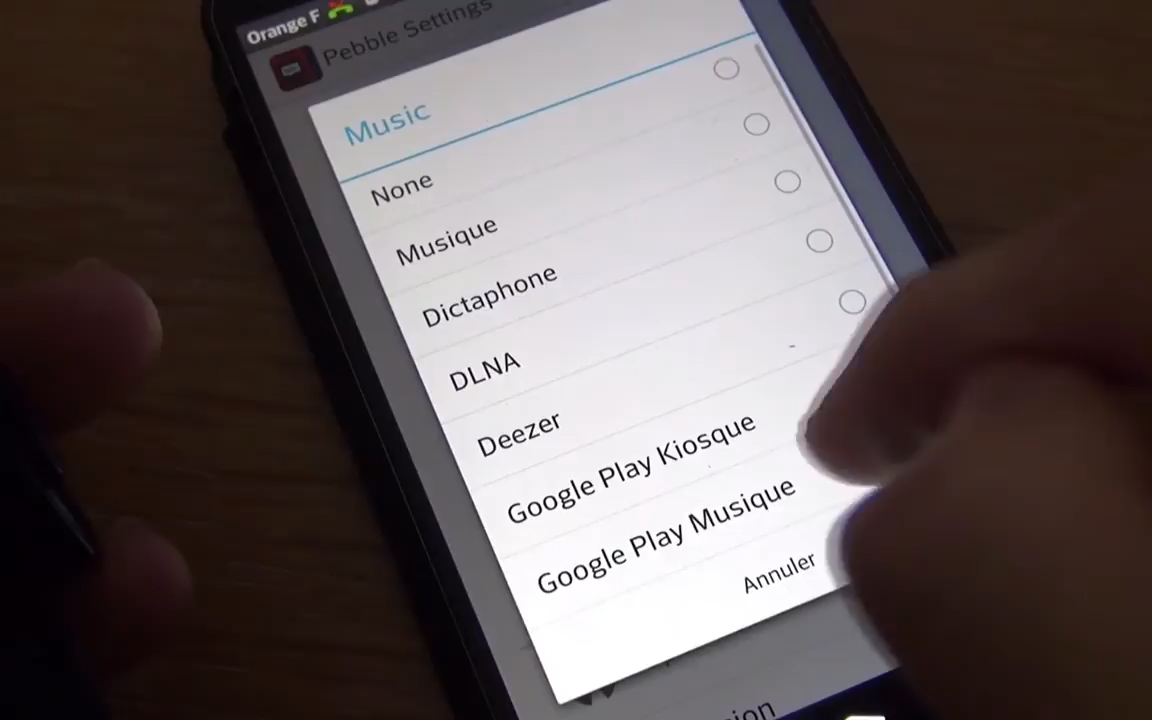 Orange F
Pebble Settings
Music
None
Musique
Dictaphone
DLNA
Deezer
Google Play Kiosque
Google Play Musique
Annuler